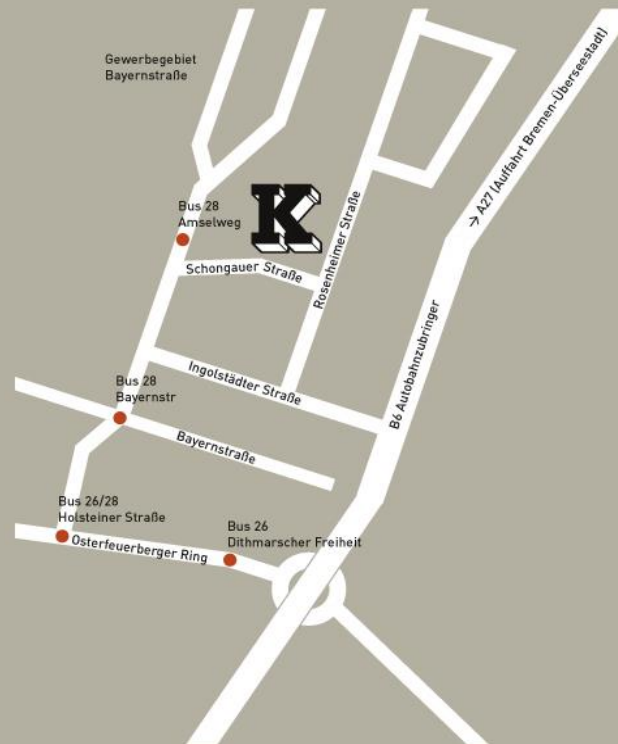 Gewerbegebiet
Bayernstraße
→ A27 (Auffahrt Bremen-Überseestadt)
Bus 28
Amselweg
K
Schongauer Straße
Rosenheimer Straße
Ingolstädter Straße
B6 Autobahnzubringer
Bus 28
Bayernstr
Bayernstraße
Bus 26/28
Holsteiner Straße
Osterfeuerberger Ring
Bus 26
Dithmarscher Freiheit